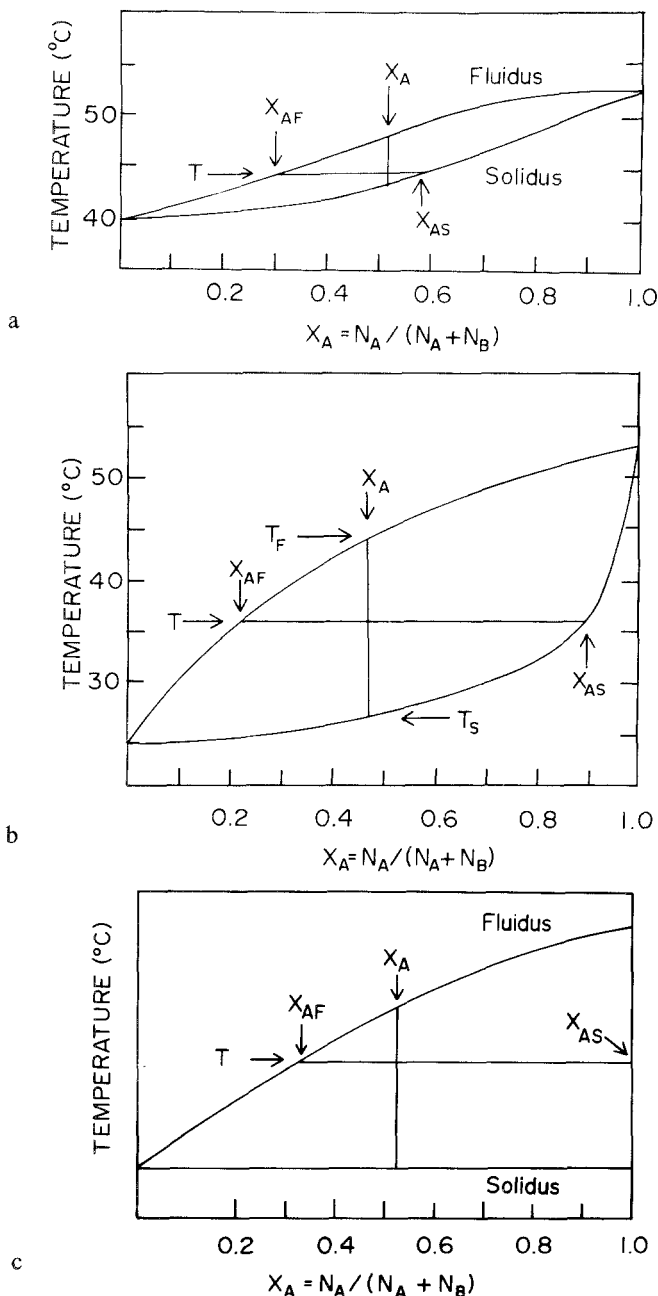 TEMPERATURE (°C)
50
40
X_AF
X_A
Fluidus
T
Solidus
X_AS
0.2 0.4 0.6 0.8 1.0
X_A = N_A / (N_A + N_B)
a
TEMPERATURE (°C)
50
40
30
X_A
T_F
X_AF
T
X_AS
T_S
0.2 0.4 0.6 0.8 1.0
X_A = N_A / (N_A + N_B)
b
TEMPERATURE (°C)
Fluidus
X_A
X_AF
X_AS
T
Solidus
0.2 0.4 0.6 0.8 1.0
X_A = N_A / (N_A + N_B)
c